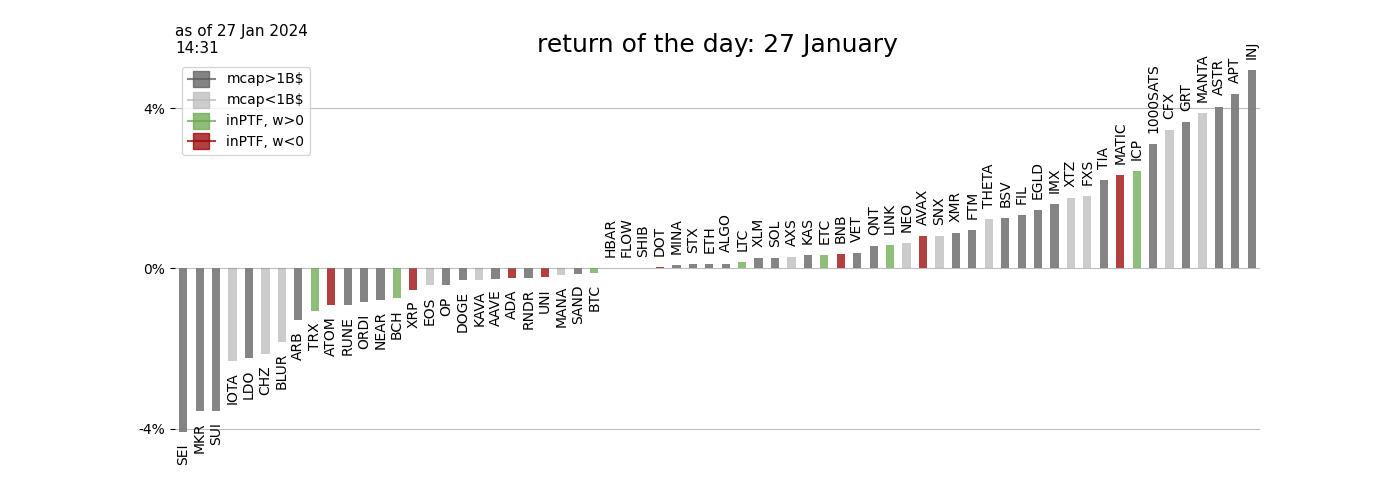 as of 27 Jan 2024
14:31
return of the day: 27 January
mcap>1B$
mcap<1B$
inPTF, w>0
inPTF, w<0
4%
0%
-4%
SEI
MKR
SUI
IOTA
LDO
CHZ
BLUR
ARB
TRX
ATOM
RUNE
ORDI
NEAR
BCH
XRP
EOS
OP
DOGE
KAVA
AAVE
ADA
RNDR
UNI
MANA
SAND
BTC
HBAR
FLOW
SHIB
DOT
MINA
STX
ETH
ALGO
LTC
XLM
SOL
AXS
KAS
ETC
BNB
VET
QNT
LINK
NEO
AVAX
SNX
XMR
FTM
THETA
BSV
FIL
EGLD
IMX
XTZ
FXS
TIA
MATIC
ICP
1000SATS
CFX
GRT
MANTA
ASTR
APT
INJ